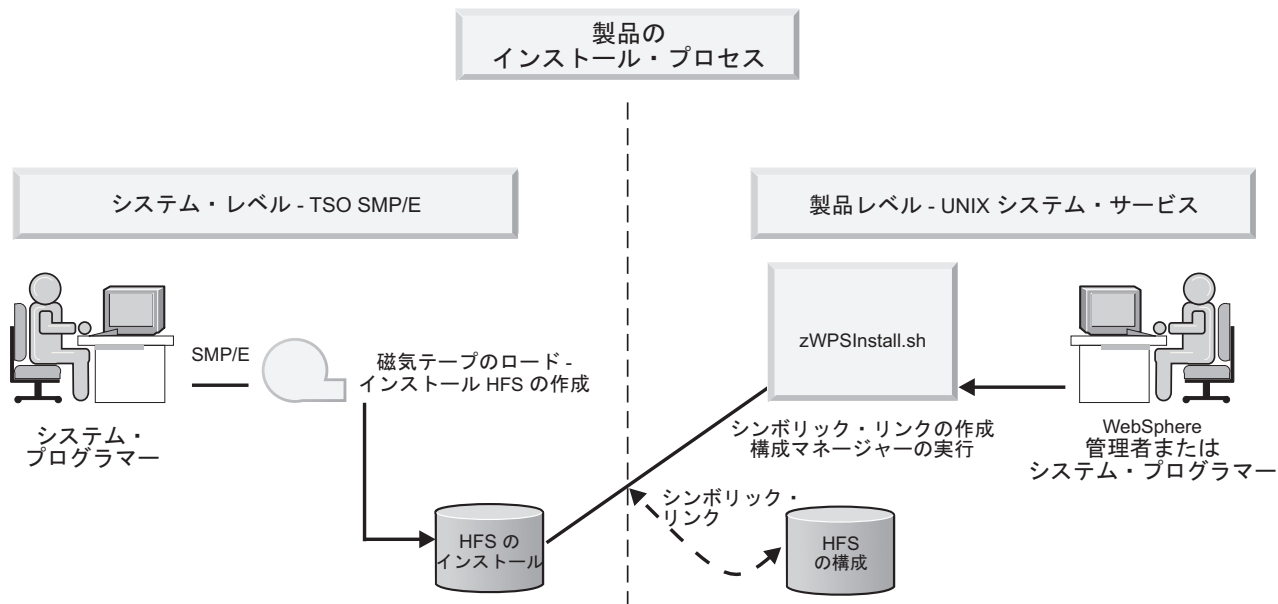 製品の
インストール・プロセス
システム・レベル - TSO SMP/E
SMP/E
磁気テープのロード -
インストール HFS の作成
システム・
プログラマー
HFS の
インストール
製品レベル - UNIX システム・サービス
zWPSInstall.sh
シンボリック・リンクの作成
構成マネージャーの実行
WebSphere
管理者または
システム・プログラマー
シンボリック・
リンク
HFS
の構成